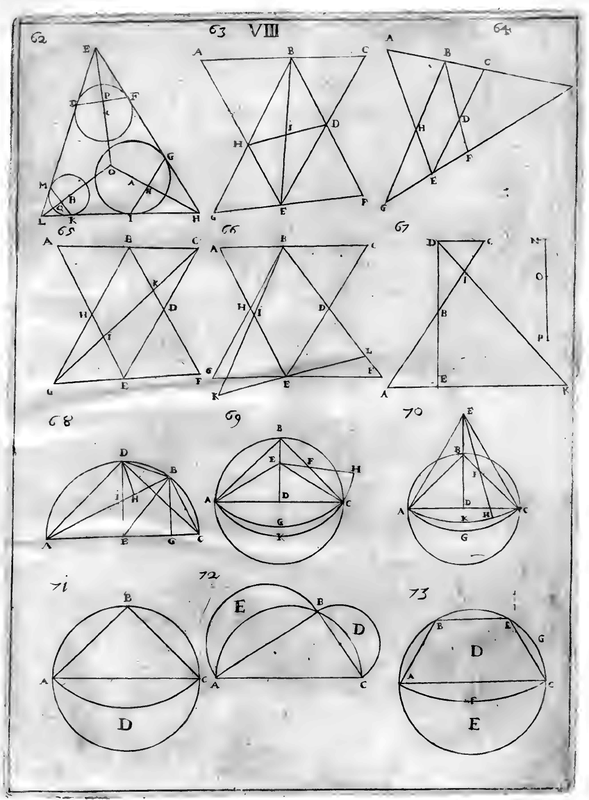 62 63 VIII 64
E A B C A B C
D P F H I D H D F
M O G A B
L K I H G E F G E
65 66 67
A B C A B C D C N
K I O
H D H I D B
I L P
G E F G K E F A E K
68 69 70
D B B E
I H E F H B I
A E G C A D C A D H C
G K K G
71 72 73
B E B D B E G
A C A C D A C
D F E